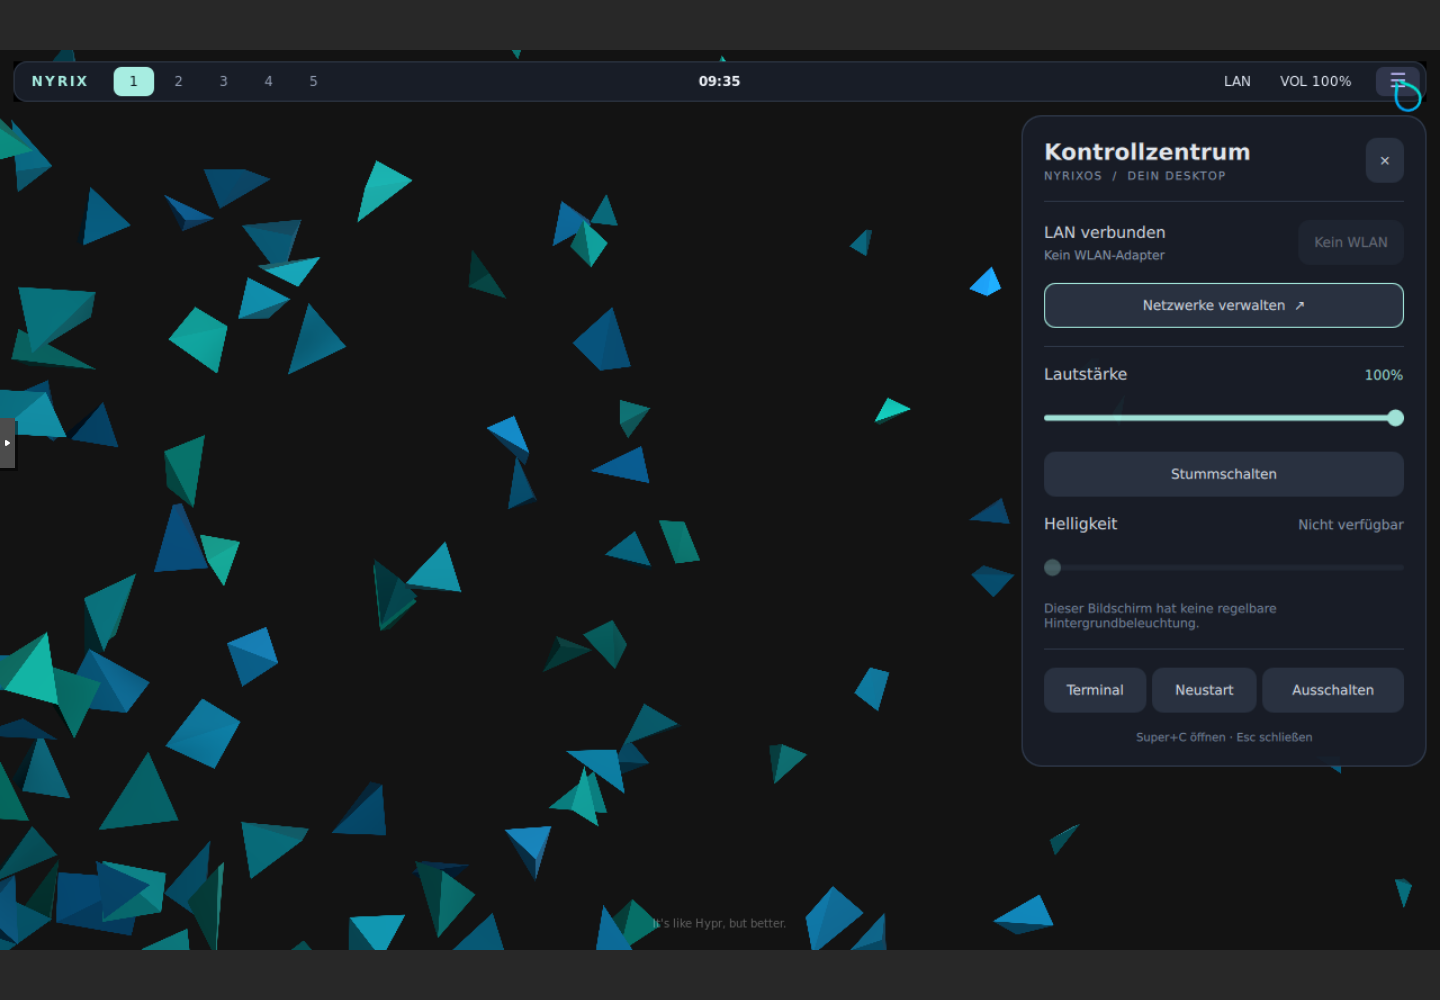 NYRIX 1 2 3 4 5 09:35 LAN VOL 100%
Kontrollzentrum
NYRIXOS / DEIN DESKTOP
×
LAN verbunden
Kein WLAN-Adapter
Kein WLAN
Netzwerke verwalten ↗
Lautstärke 100%
Stummschalten
Helligkeit Nicht verfügbar
Dieser Bildschirm hat keine regelbare
Hintergrundbeleuchtung.
Terminal Neustart Ausschalten
Super+C öffnen · Esc schließen
It's like Hypr, but better.